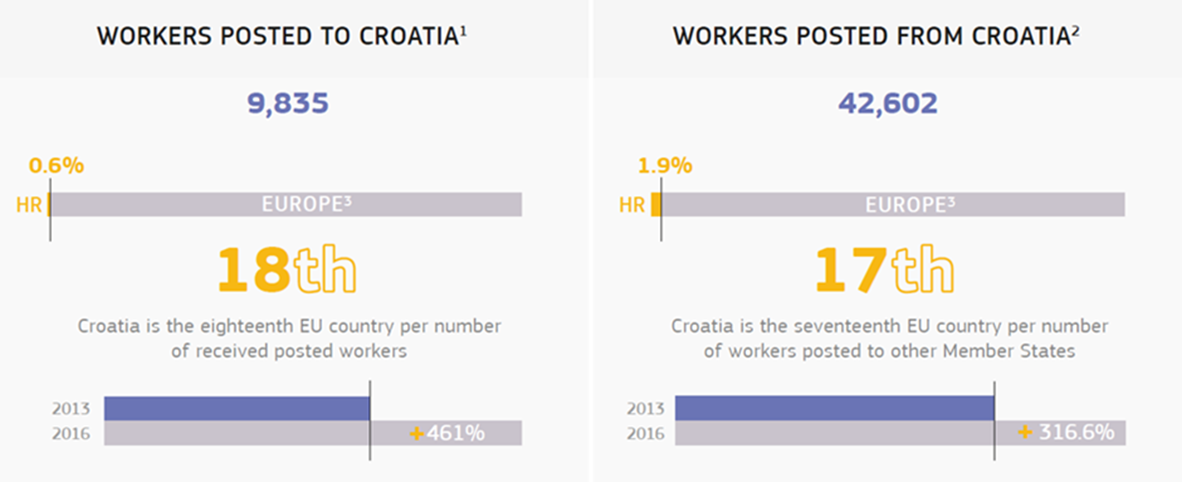 WORKERS POSTED TO CROATIA¹
9,835
0.6%
HR
EUROPE³
18th
Croatia is the eighteenth EU country per number
of received posted workers
2013
2016
+461%
WORKERS POSTED FROM CROATIA²
42,602
1.9%
HR
EUROPE³
17th
Croatia is the seventeenth EU country per number
of workers posted to other Member States
2013
2016
+ 316.6%